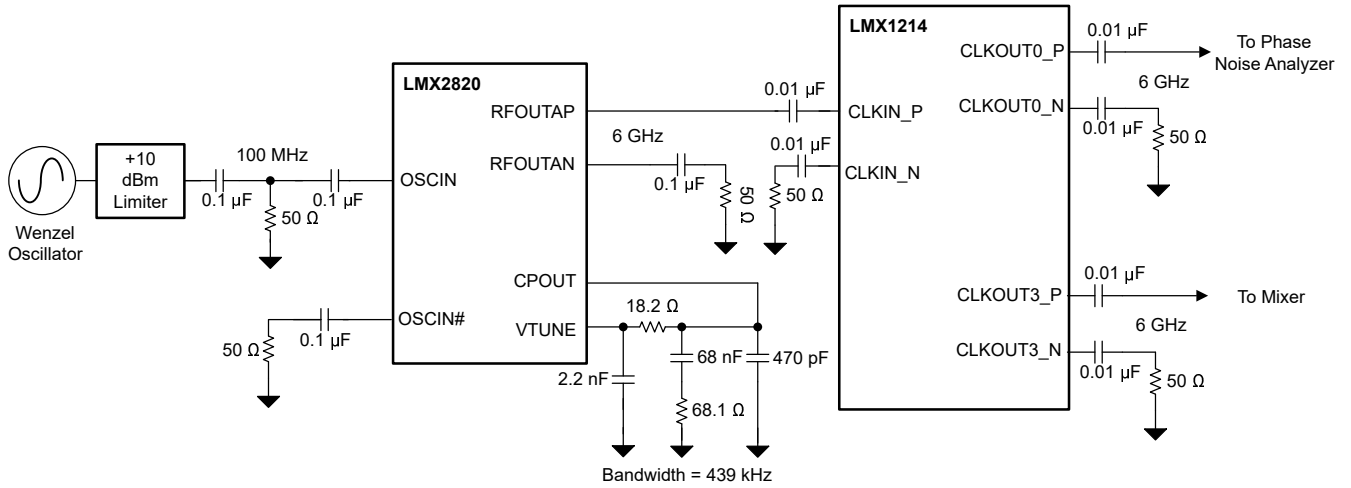 LMX1214
0.01 µF
CLKOUT0_P
To Phase
Noise Analyzer
6 GHz
CLKOUT0_N
0.01 µF
50 Ω
LMX2820
0.01 µF
RFOUTAP
CLKIN_P
6 GHz
0.01 µF
RFOUTAN
CLKIN_N
0.1 µF
50 Ω
50 Ω
+10
dBm
Limiter
100 MHz
0.1 µF
0.1 µF
OSCIN
50 Ω
Wenzel
Oscillator
CPOUT
18.2 Ω
VTUNE
OSCIN#
0.1 µF
50 Ω
2.2 nF
68 nF
470 pF
68.1 Ω
Bandwidth = 439 kHz
0.01 µF
CLKOUT3_P
To Mixer
6 GHz
CLKOUT3_N
0.01 µF
50 Ω